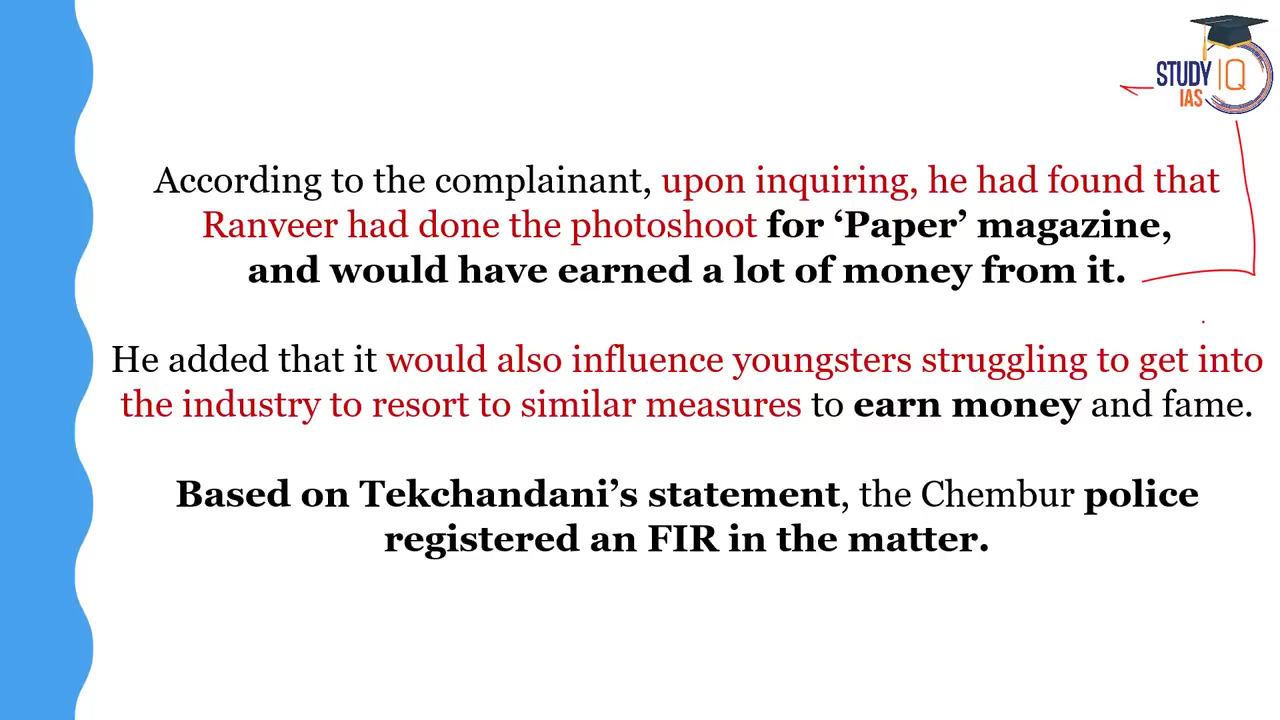 STUDY IQ
IAS
According to the complainant, upon inquiring, he had found that
Ranveer had done the photoshoot for ‘Paper’ magazine,
and would have earned a lot of money from it.
He added that it would also influence youngsters struggling to get into
the industry to resort to similar measures to earn money and fame.
Based on Tekchandani’s statement, the Chembur police
registered an FIR in the matter.